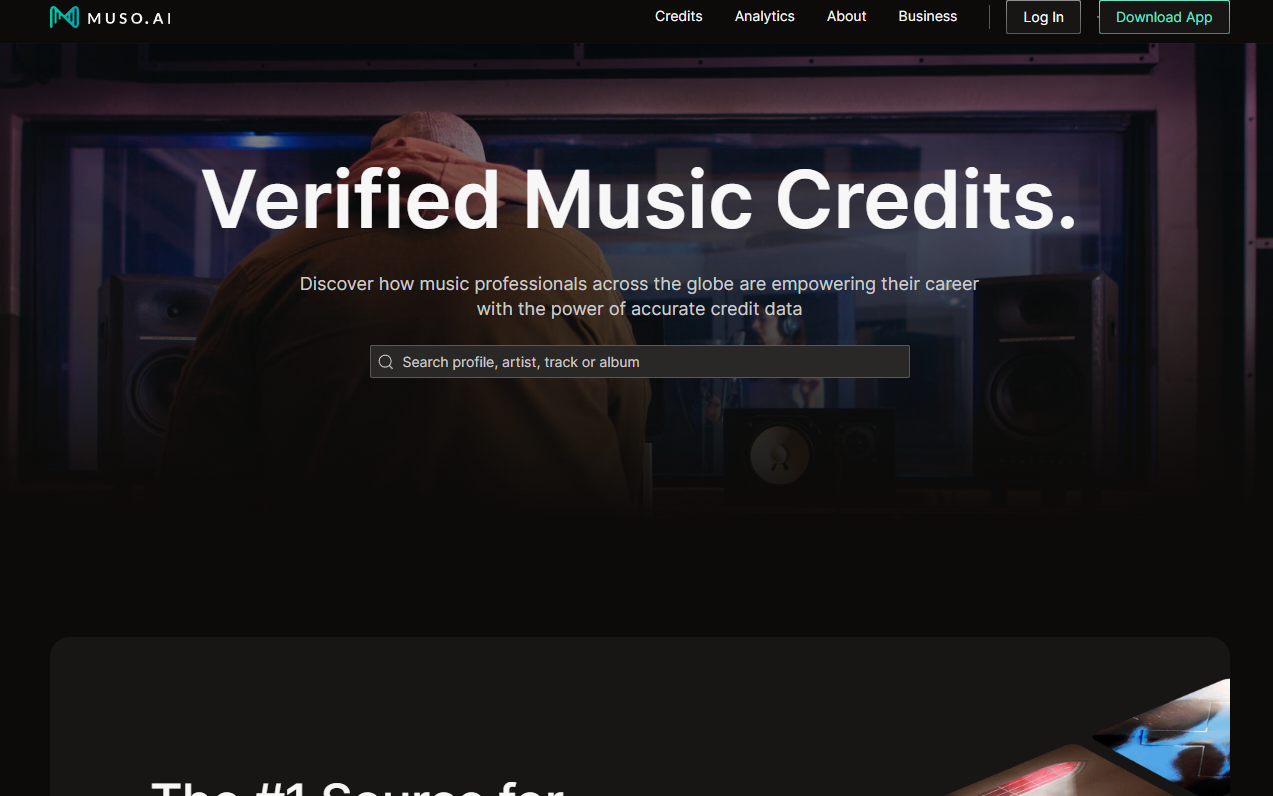 MUSO.AI
Credits Analytics About Business Log In Download App
Verified Music Credits.
Discover how music professionals across the globe are empowering their career
with the power of accurate credit data
Search profile, artist, track or album
The #1 Source for